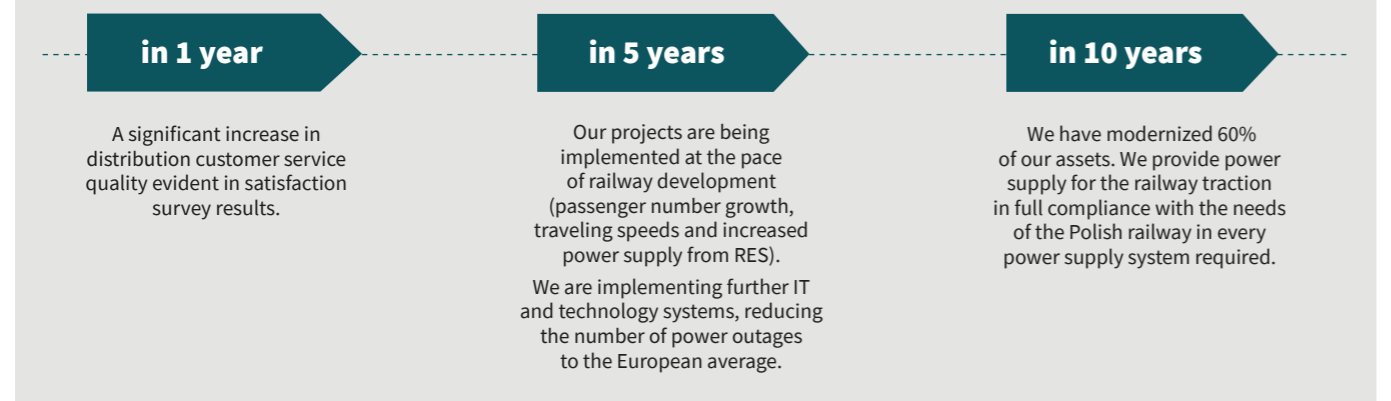 in 1 year
A significant increase in
distribution customer service
quality evident in satisfaction
survey results.
in 5 years
Our projects are being
implemented at the pace
of railway development
(passenger number growth,
traveling speeds and increased
power supply from RES).
We are implementing further IT
and technology systems, reducing
the number of power outages
to the European average.
in 10 years
We have modernized 60%
of our assets. We provide power
supply for the railway traction
in full compliance with the needs
of the Polish railway in every
power supply system required.